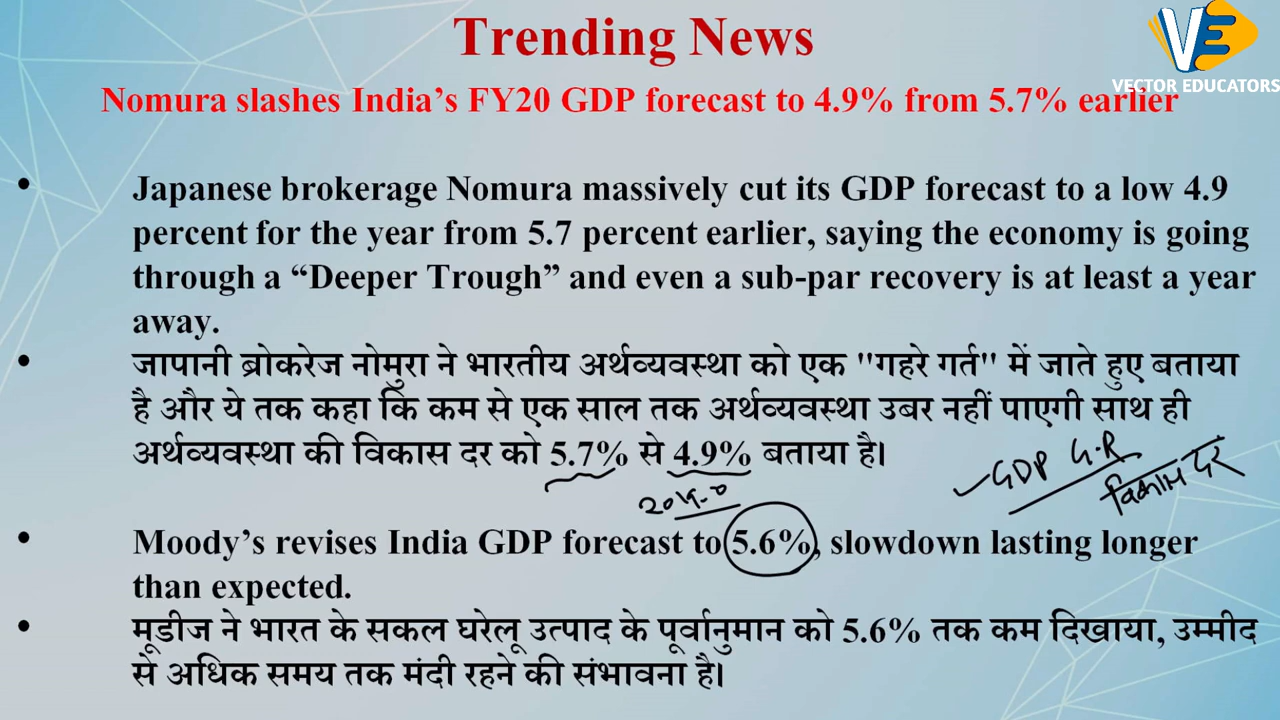 Trending News
VE
VECTOR EDUCATORS
Nomura slashes India’s FY20 GDP forecast to 4.9% from 5.7% earlier
• Japanese brokerage Nomura massively cut its GDP forecast to a low 4.9
percent for the year from 5.7 percent earlier, saying the economy is going
through a “Deeper Trough” and even a sub-par recovery is at least a year
away.
• जापानी ब्रोकरेज नोमुरा ने भारतीय अर्थव्यवस्था को एक "गहरे गर्त" में जाते हुए बताया
है और ये तक कहा कि कम से एक साल तक अर्थव्यवस्था उबर नहीं पाएगी साथ ही
अर्थव्यवस्था की विकास दर को 5.7% से 4.9% बताया है।
GDP G.R
विकास दर
• Moody’s revises India GDP forecast to 5.6%, slowdown lasting longer
than expected.
• मूडीज ने भारत के सकल घरेलू उत्पाद के पूर्वानुमान को 5.6% तक कम दिखाया, उम्मीद
से अधिक समय तक मंदी रहने की संभावना है।